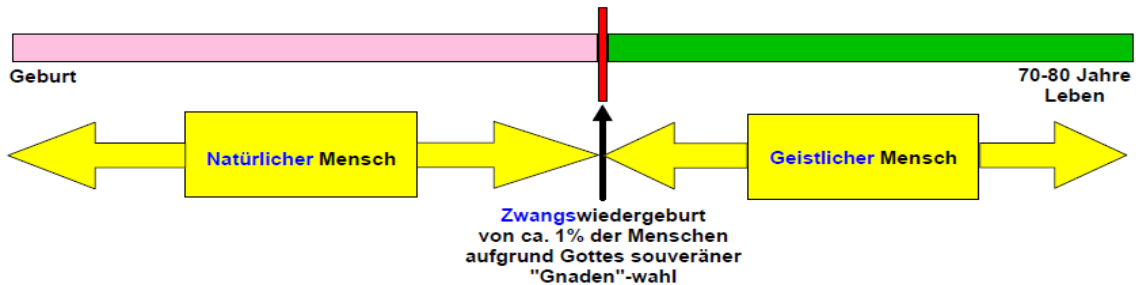 Geburt
70-80 Jahre
Leben
Natürlicher Mensch
Geistlicher Mensch
Zwangswiedergeburt
von ca. 1% der Menschen
aufgrund Gottes souveräner
"Gnaden"-wahl